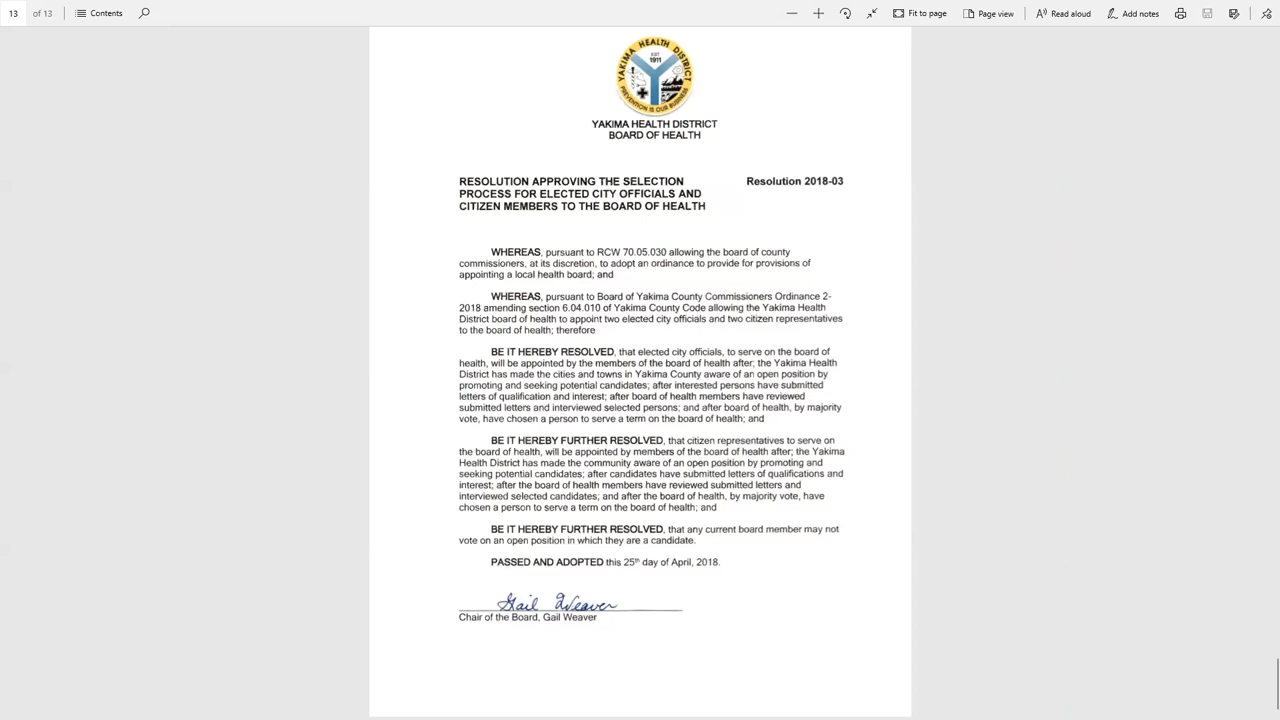 13 of 13 Contents Fit to page Page view Read aloud Add notes
YAKIMA HEALTH DISTRICT
EST
1911
PREVENTION IS OUR BUSINESS
YAKIMA HEALTH DISTRICT
BOARD OF HEALTH
RESOLUTION APPROVING THE SELECTION Resolution 2018-03
PROCESS FOR ELECTED CITY OFFICIALS AND
CITIZEN MEMBERS TO THE BOARD OF HEALTH
WHEREAS, pursuant to RCW 70.05.030 allowing the board of county
commissioners, at its discretion, to adopt an ordinance to provide for provisions of
appointing a local health board; and
WHEREAS, pursuant to Board of Yakima County Commissioners Ordinance 2-
2018 amending section 6.04.010 of Yakima County Code allowing the Yakima Health
District board of health to appoint two elected city officials and two citizen representatives
to the board of health; therefore
BE IT HEREBY RESOLVED, that elected city officials, to serve on the board of
health, will be appointed by the members of the board of health after; the Yakima Health
District has made the cities and towns in Yakima County aware of an open position by
promoting and seeking potential candidates; after interested persons have submitted
letters of qualification and interest; after board of health members have reviewed
submitted letters and interviewed selected persons; and after board of health, by majority
vote, have chosen a person to serve a term on the board of health; and
BE IT HEREBY FURTHER RESOLVED, that citizen representatives to serve on
the board of health, will be appointed by members of the board of health after; the Yakima
Health District has made the community aware of an open position by promoting and
seeking potential candidates; after candidates have submitted letters of qualifications and
interest; after the board of health members have reviewed submitted letters and
interviewed selected candidates; and after the board of health, by majority vote, have
chosen a person to serve a term on the board of health; and
BE IT HEREBY FURTHER RESOLVED, that any current board member may not
vote on an open position in which they are a candidate.
PASSED AND ADOPTED this 25th day of April, 2018.
Gail Weaver
Chair of the Board, Gail Weaver